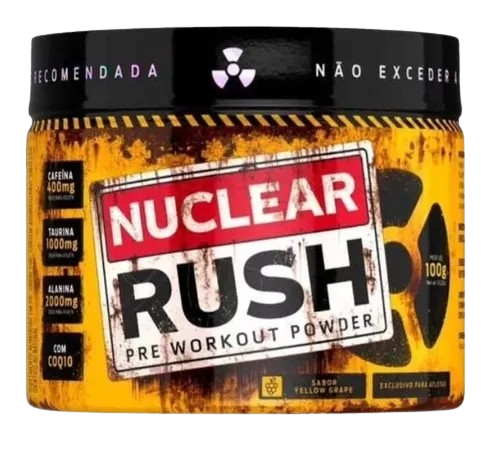 RECOMENDADA
NÃO EXCEDER A
NUCLEAR
RUSH
PRE WORKOUT POWDER
CAFEÍNA
400mg
TAURINA
1000mg
ALANINA
2000mg
COM
COQ10
100g
SABOR
YELLOW GRAPE
EXCLUSIVO PARA ATLETAS